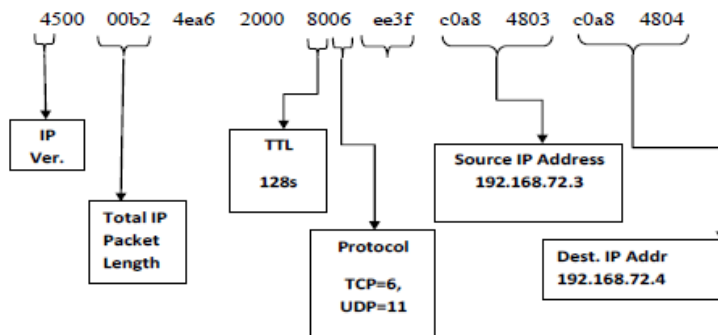 4500 00b2 4ea6 2000 8006 ee3f c0a8 4803 c0a8 4804
IP
Ver.
TTL
128s
Source IP Address
192.168.72.3
Total IP
Packet
Length
Protocol
TCP=6,
UDP=11
Dest. IP Addr
192.168.72.4